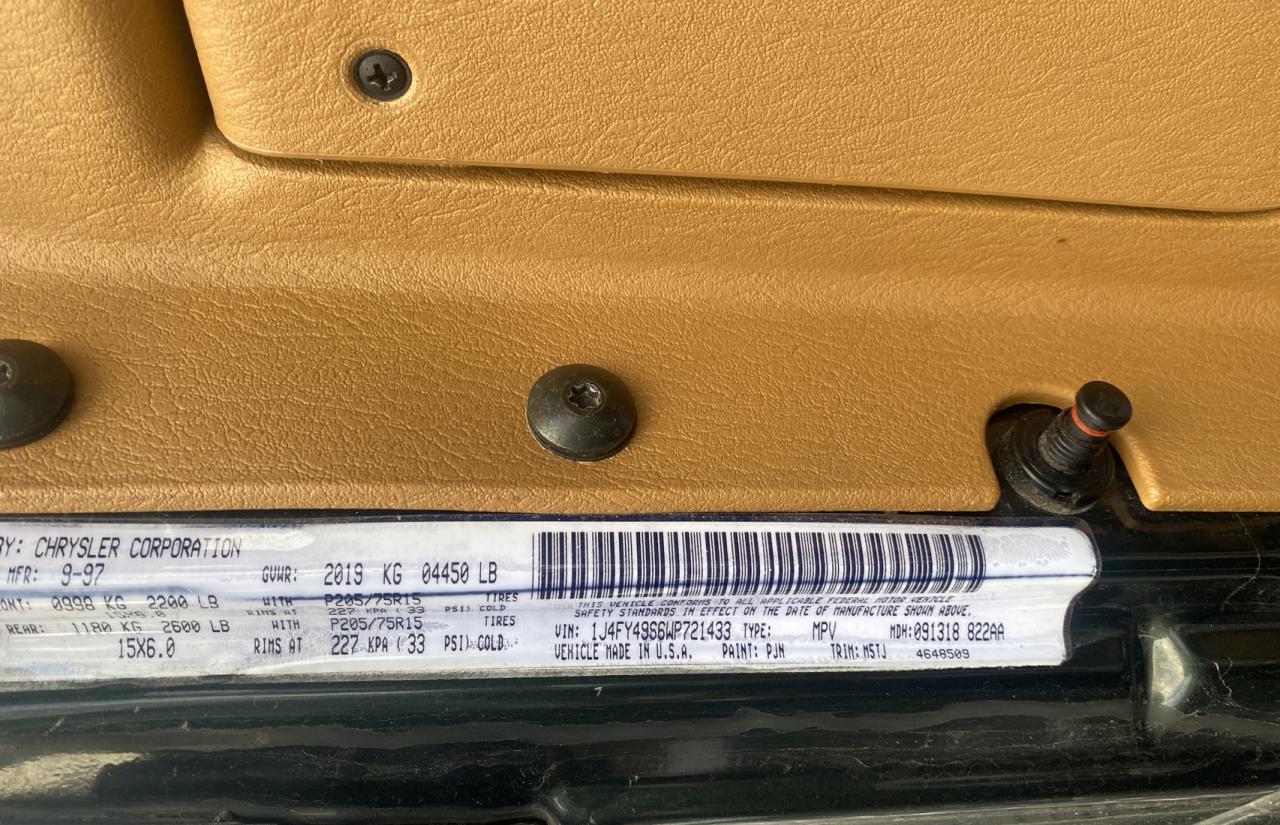 BY: CHRYSLER CORPORATION
MFR: 9-97 GVWR: 2019 KG 04450 LB
ONT: 0998 KG 2200 LB WITH P205/75R15 TIRES
RIMS AT 227 KPA ( 33 PSI) COLD
REAR: 1180 KG 2600 LB WITH P205/75R15 TIRES
15X6.0 RIMS AT 227 KPA ( 33 PSI) COLD
THIS VEHICLE CONFORMS TO ALL APPLICABLE FEDERAL MOTOR VEHICLE
SAFETY STANDARDS IN EFFECT ON THE DATE OF MANUFACTURE SHOWN ABOVE.
VIN: 1J4FY49S6WP721433 TYPE: MPV MDH:091318 822AA
VEHICLE MADE IN U.S.A. PAINT: PJN TRIM: MSTJ 4648509